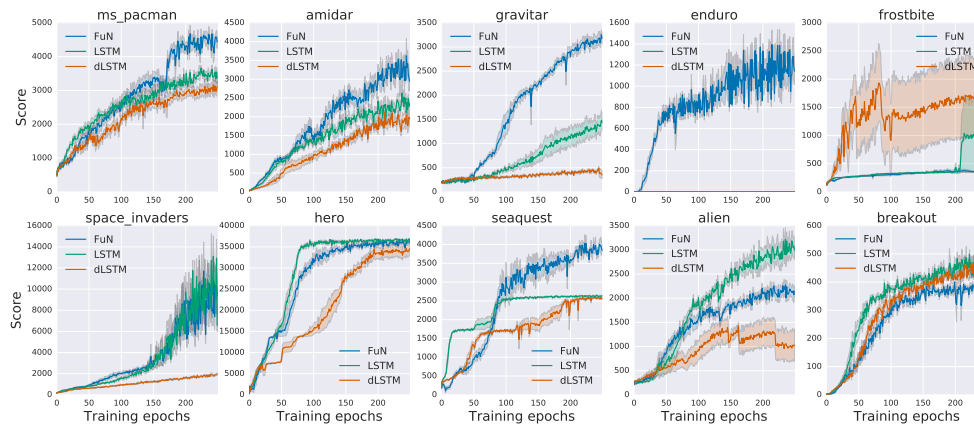 ms_pacman amidar gravitar enduro frostbite
Score
5000 4000 3000 2000 1000 0
FuN
LSTM
dLSTM
0 50 100 150 200
4500 4000 3500 3000 2500 2000 1500 1000 500 0
FuN
LSTM
dLSTM
0 50 100 150 200
3500 3000 2500 2000 1500 1000 500 0
FuN
LSTM
dLSTM
0 50 100 150 200
1600 1400 1200 1000 800 600 400 200 0
FuN
LSTM
dLSTM
0 50 100 150 200
3000 2500 2000 1500 1000 500 0
FuN
LSTM
dLSTM
0 50 100 150 200
space_invaders hero seaquest alien breakout
Score
16000 14000 12000 10000 8000 6000 4000 2000 0
FuN
LSTM
dLSTM
0 50 100 150 200
Training epochs
40000 35000 30000 25000 20000 15000 10000 5000 0
FuN
LSTM
dLSTM
0 50 100 150 200
Training epochs
4500 4000 3500 3000 2500 2000 1500 1000 500 0
FuN
LSTM
dLSTM
0 50 100 150 200
Training epochs
3500 3000 2500 2000 1500 1000 500 0
FuN
LSTM
dLSTM
0 50 100 150 200
Training epochs
600 500 400 300 200 100 0
FuN
LSTM
dLSTM
0 50 100 150 200
Training epochs